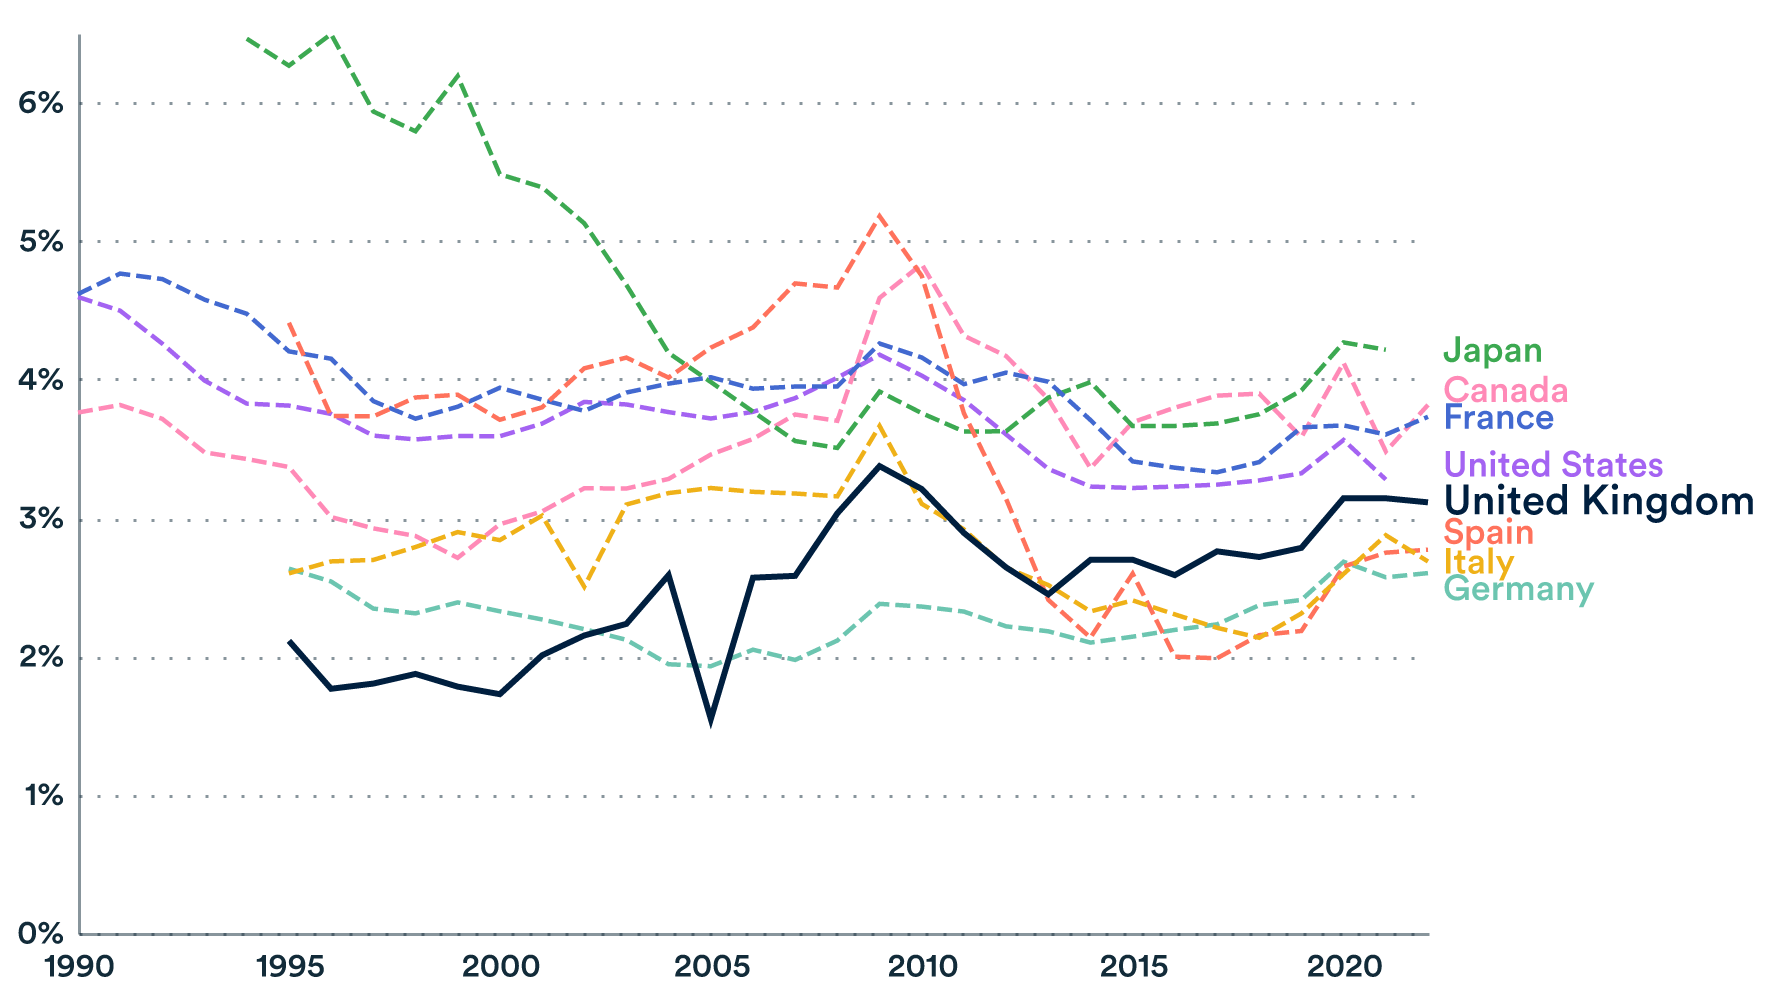 6%
5%
4%
3%
2%
1%
0%
1990 1995 2000 2005 2010 2015 2020
Japan
Canada
France
United States
United Kingdom
Spain
Italy
Germany